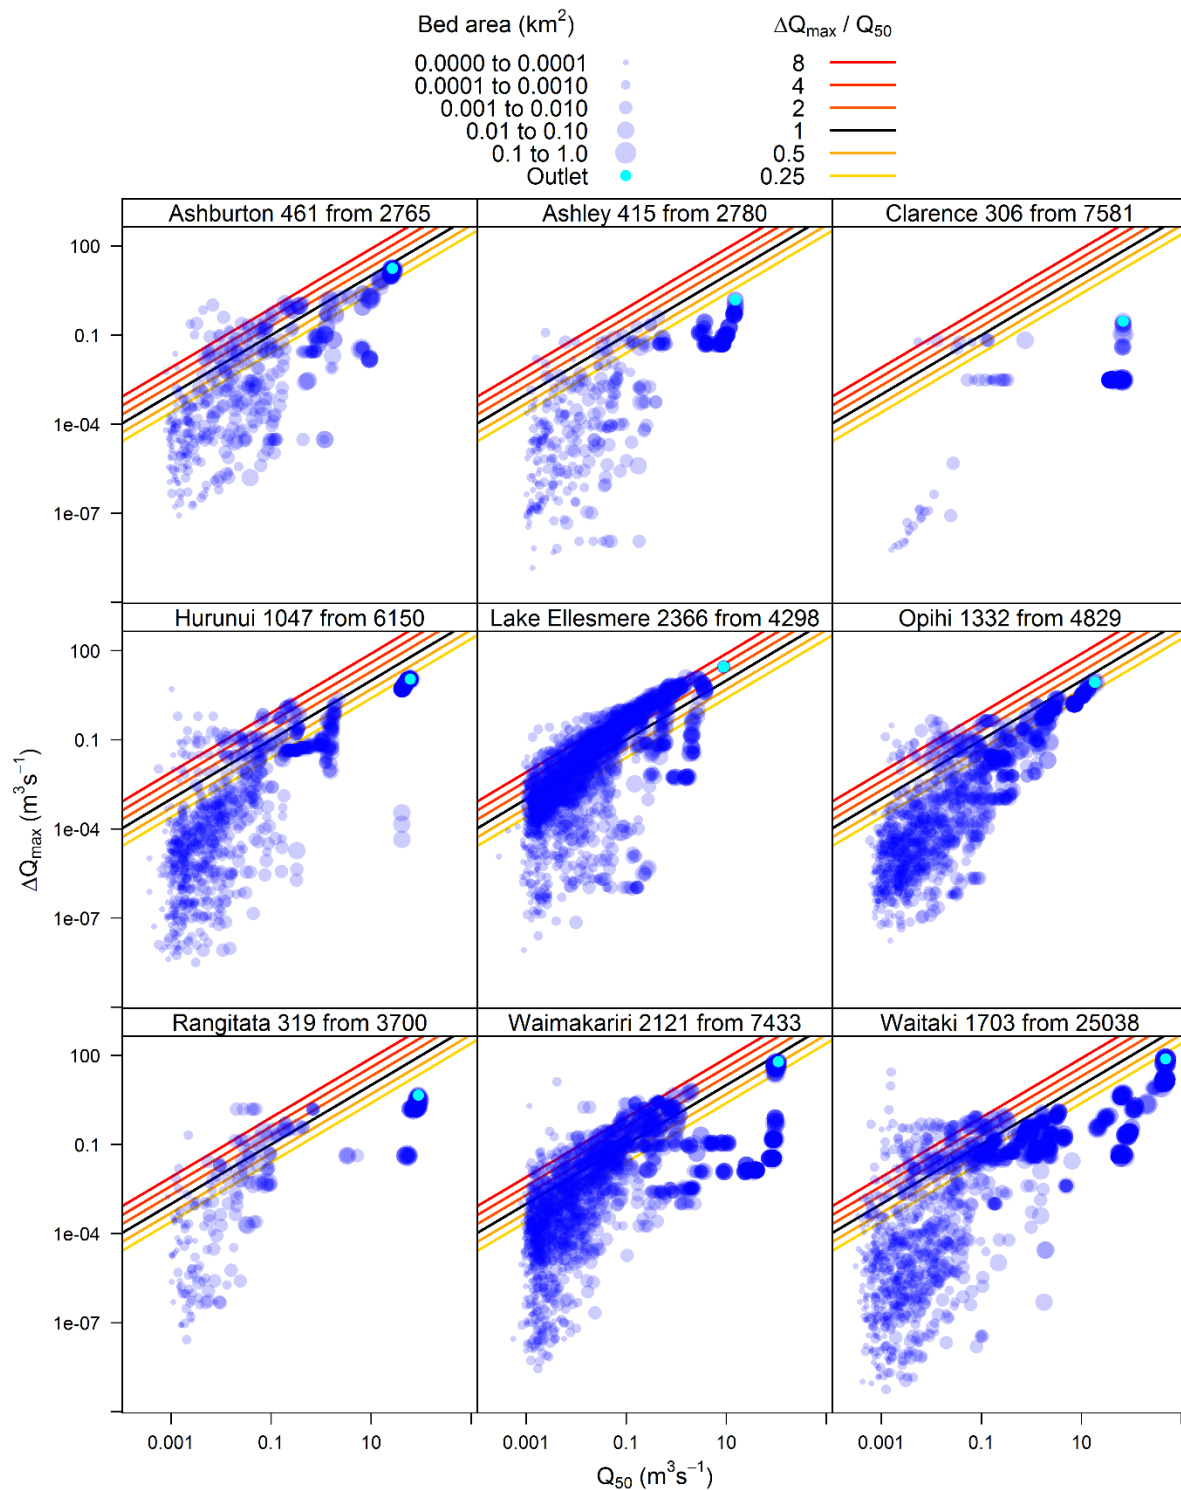 Bed area (km²)
0.0000 to 0.0001
0.0001 to 0.0010
0.001 to 0.010
0.01 to 0.10
0.1 to 1.0
Outlet
ΔQmax / Q50
8
4
2
1
0.5
0.25
Ashburton 461 from 2765
Ashley 415 from 2780
Clarence 306 from 7581
100
0.1
1e-04
1e-07
Hurunui 1047 from 6150
Lake Ellesmere 2366 from 4298
Opihi 1332 from 4829
100
0.1
1e-04
1e-07
ΔQmax (m³s⁻¹)
Rangitata 319 from 3700
Waimakariri 2121 from 7433
Waitaki 1703 from 25038
100
0.1
1e-04
1e-07
0.001 0.1 10
0.001 0.1 10
0.001 0.1 10
Q50 (m³s⁻¹)